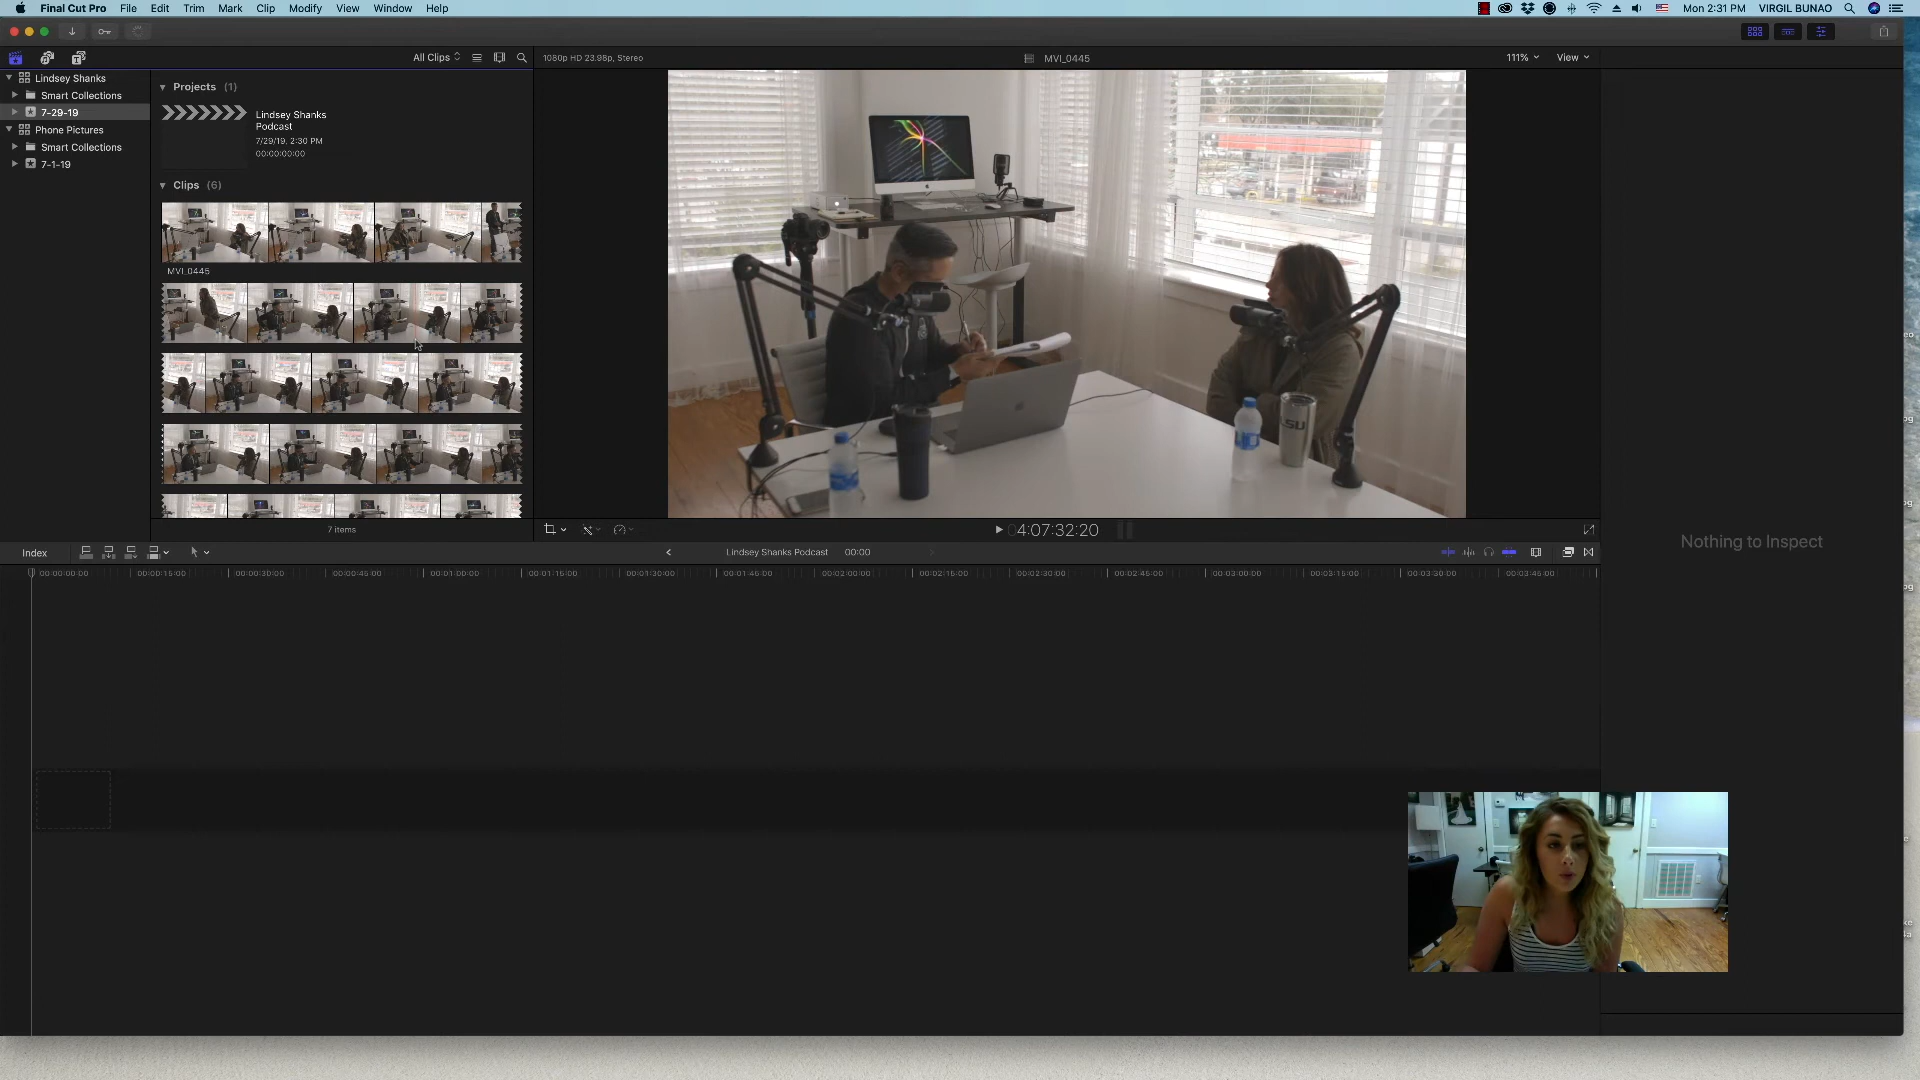 Final Cut Pro File Edit Trim Mark Clip Modify View Window Help
Mon 2:31 PM VIRGIL BUNAO
All Clips
1080p HD 23.98p, Stereo
MVI_0445
111% View
Lindsey Shanks
Smart Collections
7-29-19
Phone Pictures
Smart Collections
7-1-19
Projects (1)
Lindsey Shanks
Podcast
7/29/19, 2:30 PM
00:00:00:00
Clips (6)
MVI_0445
LSU
7 items
04:07:32:20
Nothing to Inspect
Index
Lindsey Shanks Podcast 00:00
00:00:00:00 00:00:15:00 00:00:30:00 00:00:45:00 00:01:00:00 00:01:15:00 00:01:30:00 00:01:45:00 00:02:00:00 00:02:15:00 00:02:30:00 00:02:45:00 00:03:00:00 00:03:15:00 00:03:30:00 00:03:45:00